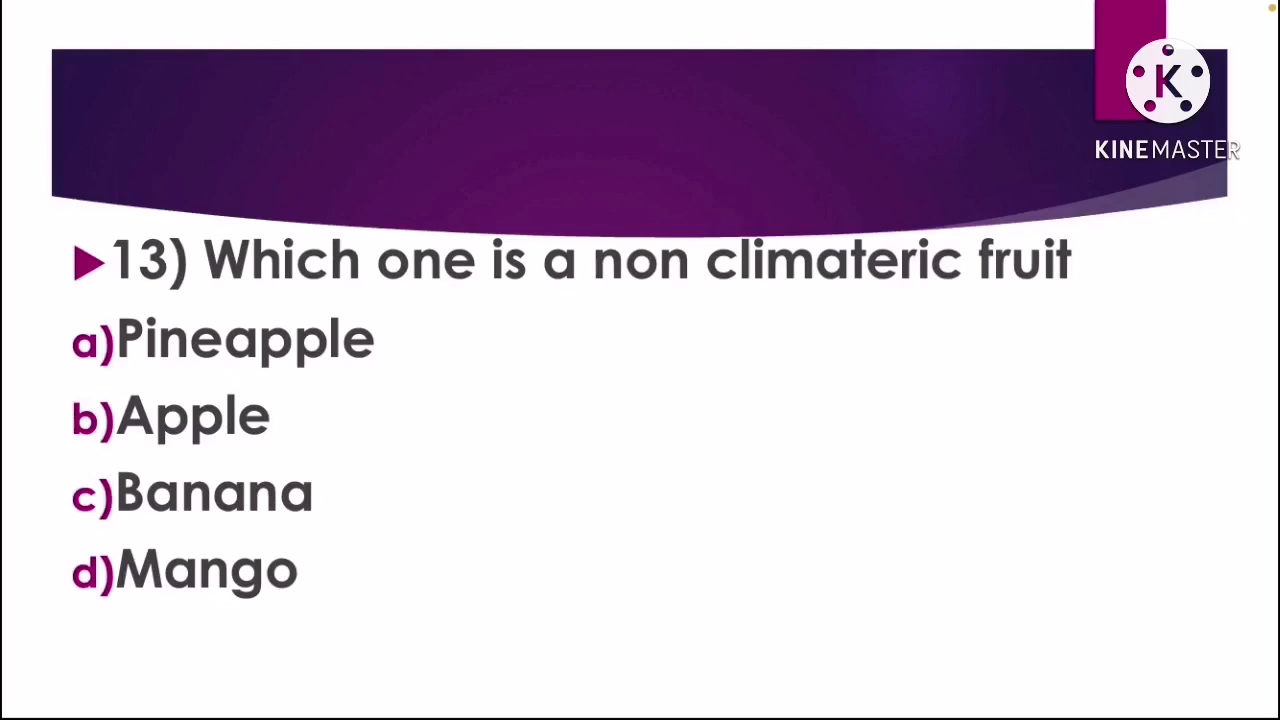 K
KINEMASTER
13) Which one is a non climateric fruit
a)Pineapple
b)Apple
c)Banana
d)Mango